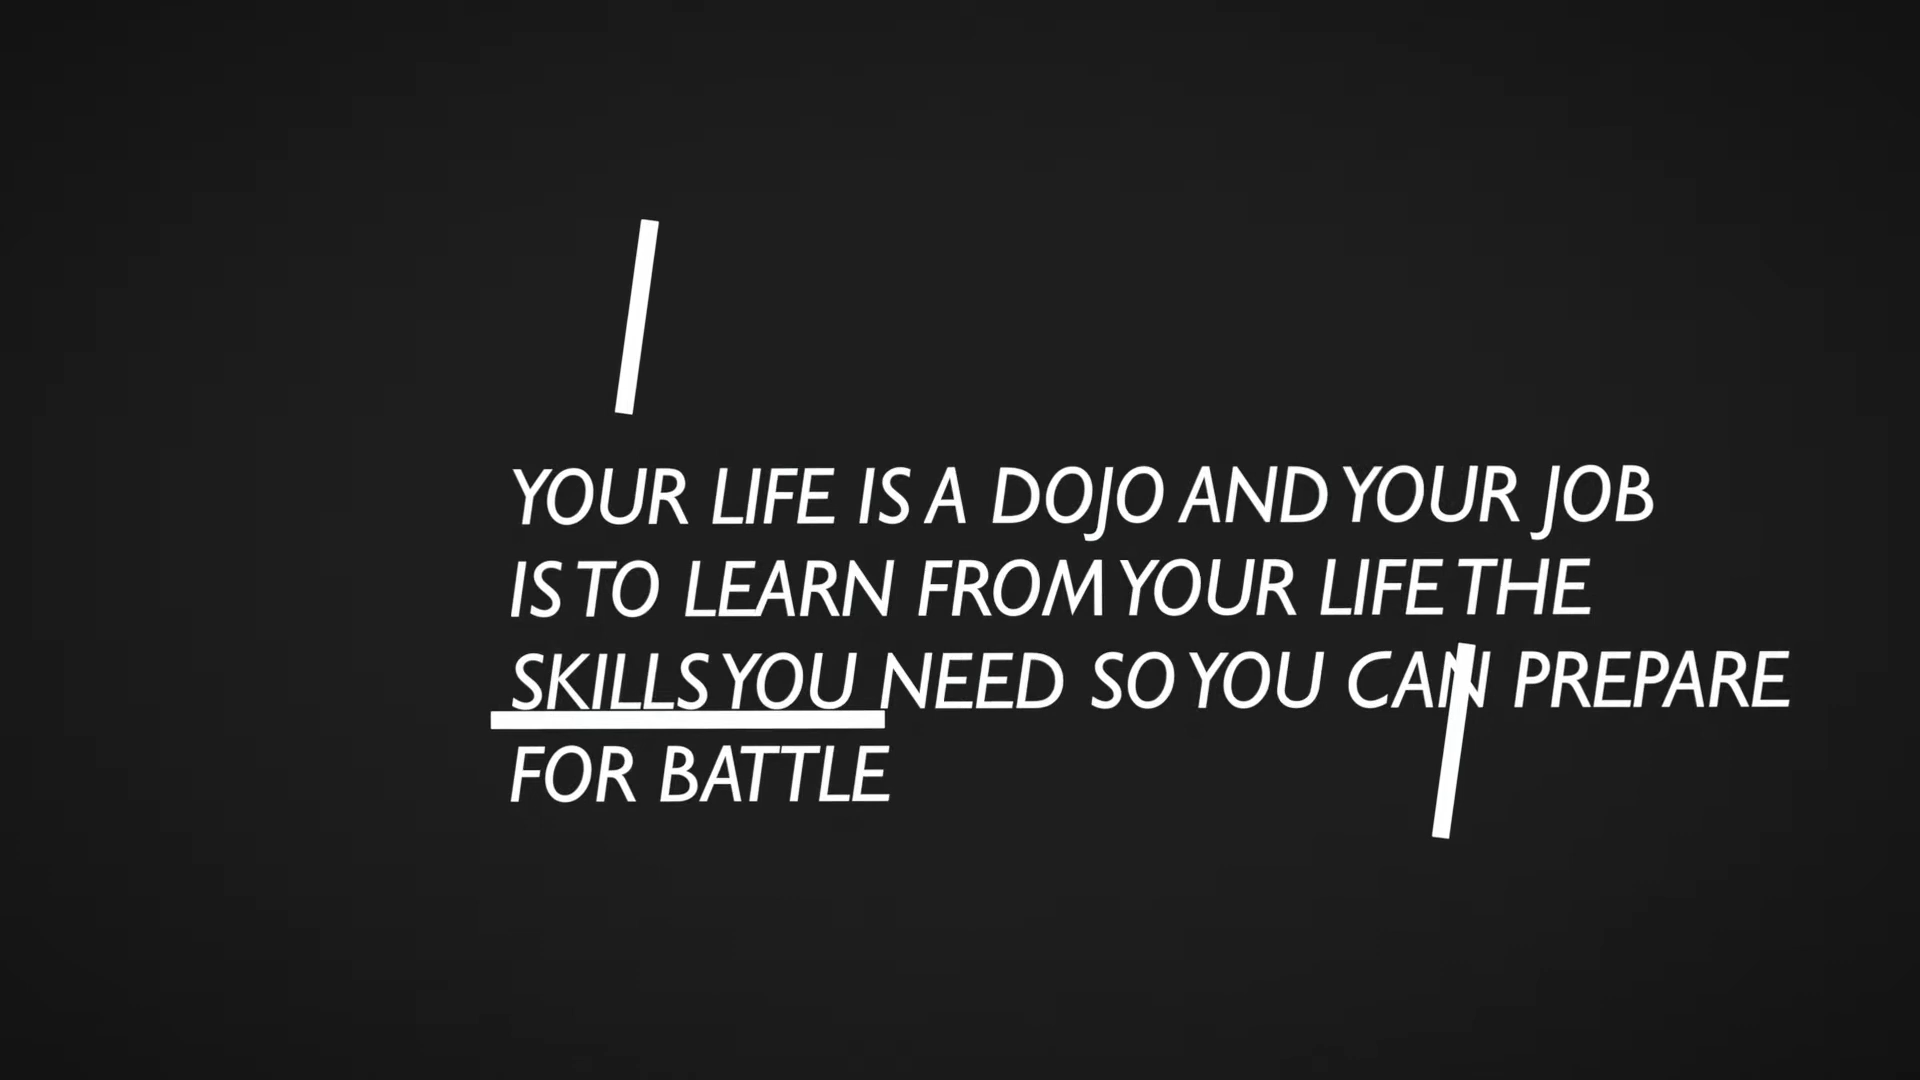 YOUR LIFE IS A DOJO AND YOUR JOB
IS TO LEARN FROM YOUR LIFE THE
SKILLS YOU NEED SO YOU CAN PREPARE
FOR BATTLE